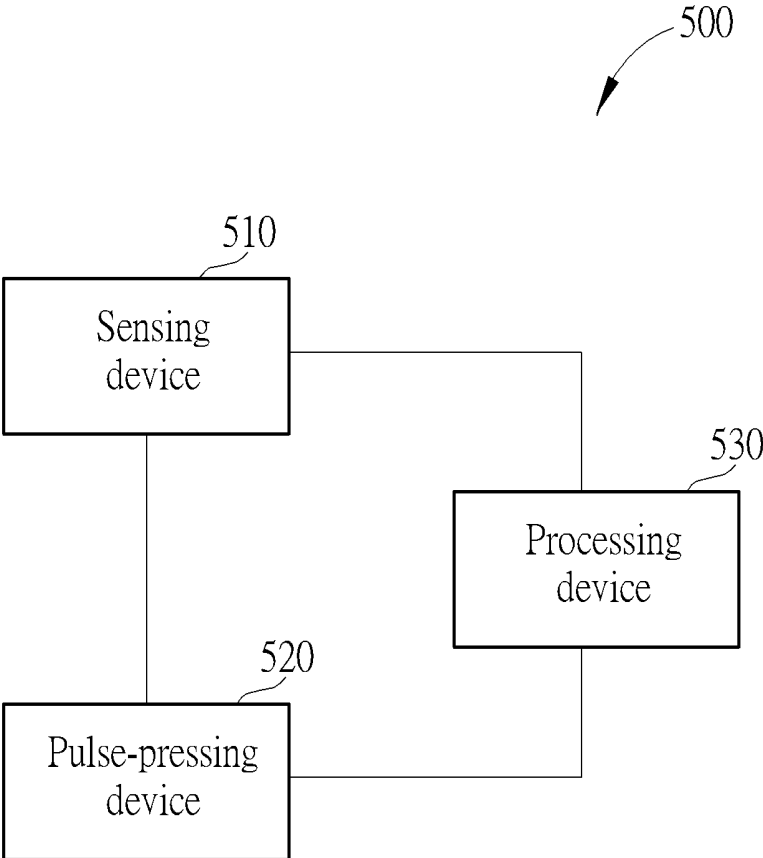 500
510
Sensing
device
530
Processing
device
520
Pulse-pressing
device